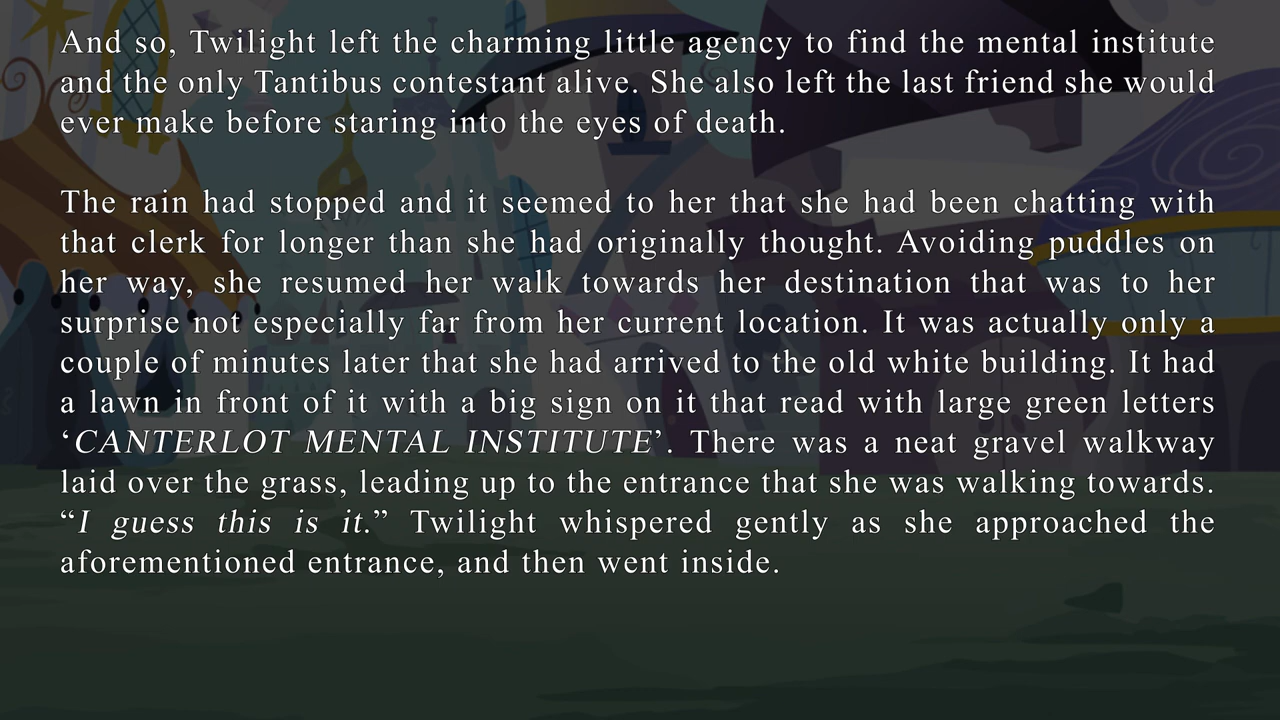 And so, Twilight left the charming little agency to find the mental institute
and the only Tantibus contestant alive. She also left the last friend she would
ever make before staring into the eyes of death.
The rain had stopped and it seemed to her that she had been chatting with
that clerk for longer than she had originally thought. Avoiding puddles on
her way, she resumed her walk towards her destination that was to her
surprise not especially far from her current location. It was actually only a
couple of minutes later that she had arrived to the old white building. It had
a lawn in front of it with a big sign on it that read with large green letters
‘CANTERLOT MENTAL INSTITUTE’. There was a neat gravel walkway
laid over the grass, leading up to the entrance that she was walking towards.
“I guess this is it.” Twilight whispered gently as she approached the
aforementioned entrance, and then went inside.